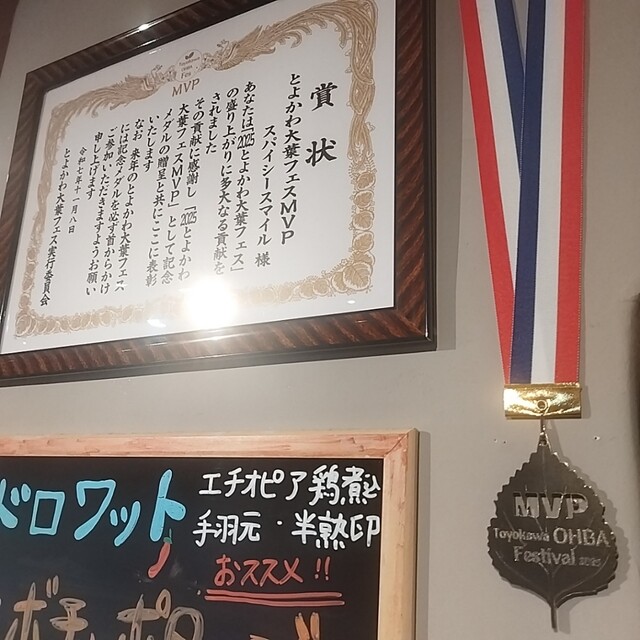 Toyokawa
OHBA
Fes
MVP
賞状
とよかわ大葉フェスMVP
スパイシースマイル 様
あなたは「2025とよかわ大葉フェス」
の盛り上がりに多大なる貢献を
されました
その貢献に感謝し「2025とよかわ
大葉フェスMVP」として記念
メダルの贈呈と共にここに表彰
いたします
なお 来年のとよかわ大葉フェス
には記念メダルを必ず首からかけ
ご参加いただきますようお願い
申し上げます
令和七年十一月八日
とよかわ大葉フェス実行委員会
MVP
Toyokawa OHBA
Festival 2025
ドロワット
エチオピア鶏煮込
手羽元・半熟卵
おススメ!!